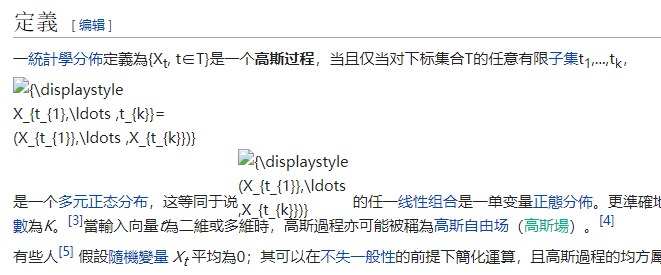 定義 [编辑]
一統計學分佈定義為{Xt, t∈T}是一个高斯过程，当且仅当对下标集合T的任意有限子集t1,...,tk,
{\displaystyle
X_{t_{1},\ldots ,t_{k}}=
(X_{t_{1}},\ldots ,X_{t_{k}})}
{\displaystyle
(X_{t_{1}},\ldots
,X_{t_{k}})}
是一个多元正态分布，这等同于说 的任一线性组合是一单变量正態分佈。更準確地
數為K。[3]當輸入向量t為二維或多維時，高斯過程亦可能被稱為高斯自由场（高斯場）。[4]
有些人[5] 假設隨機變量 Xt 平均為0；其可以在不失一般性的前提下簡化運算，且高斯過程的均方屬